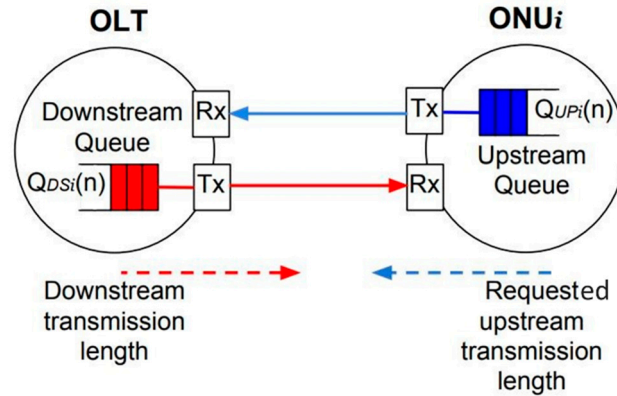 OLT
ONUi
Downstream
Queue
Rx
Tx
QUPi(n)
QDSi(n)
Tx
Rx
Upstream
Queue
Downstream
transmission
length
Requested
upstream
transmission
length